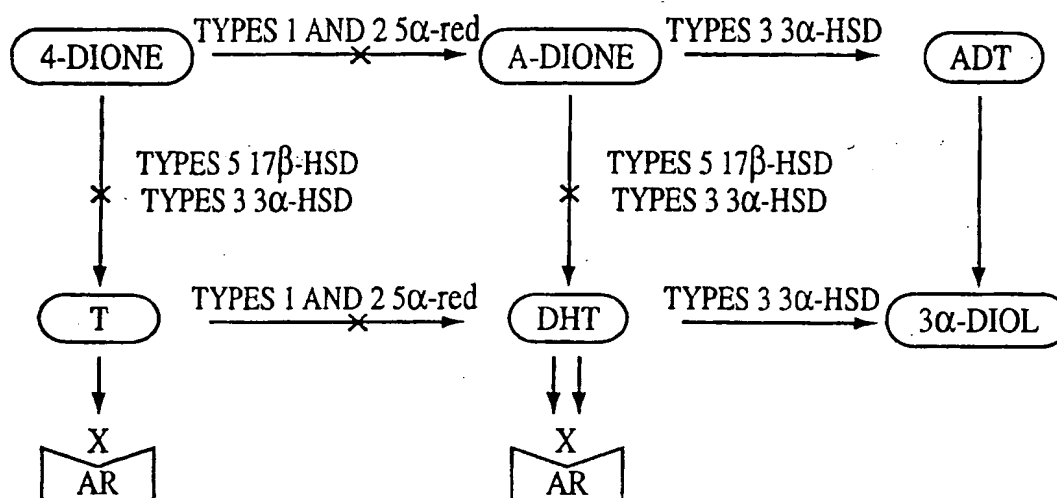 TYPES 1 AND 2 5α-red
TYPES 3 3α-HSD
4-DIONE
A-DIONE
ADT
TYPES 5 17β-HSD
TYPES 3 3α-HSD
TYPES 5 17β-HSD
TYPES 3 3α-HSD
TYPES 1 AND 2 5α-red
TYPES 3 3α-HSD
T
DHT
3α-DIOL
X
AR
X
AR